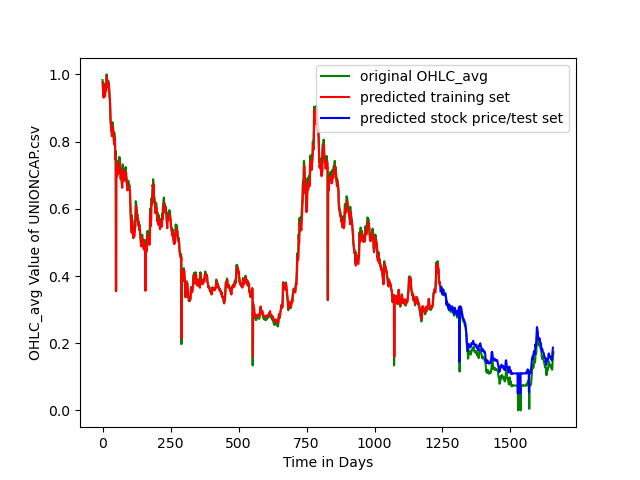 original OHLC_avg
predicted training set
predicted stock price/test set
OHLC_avg Value of UNIONCAP.csv
1.0
0.8
0.6
0.4
0.2
0.0
0 250 500 750 1000 1250 1500
Time in Days